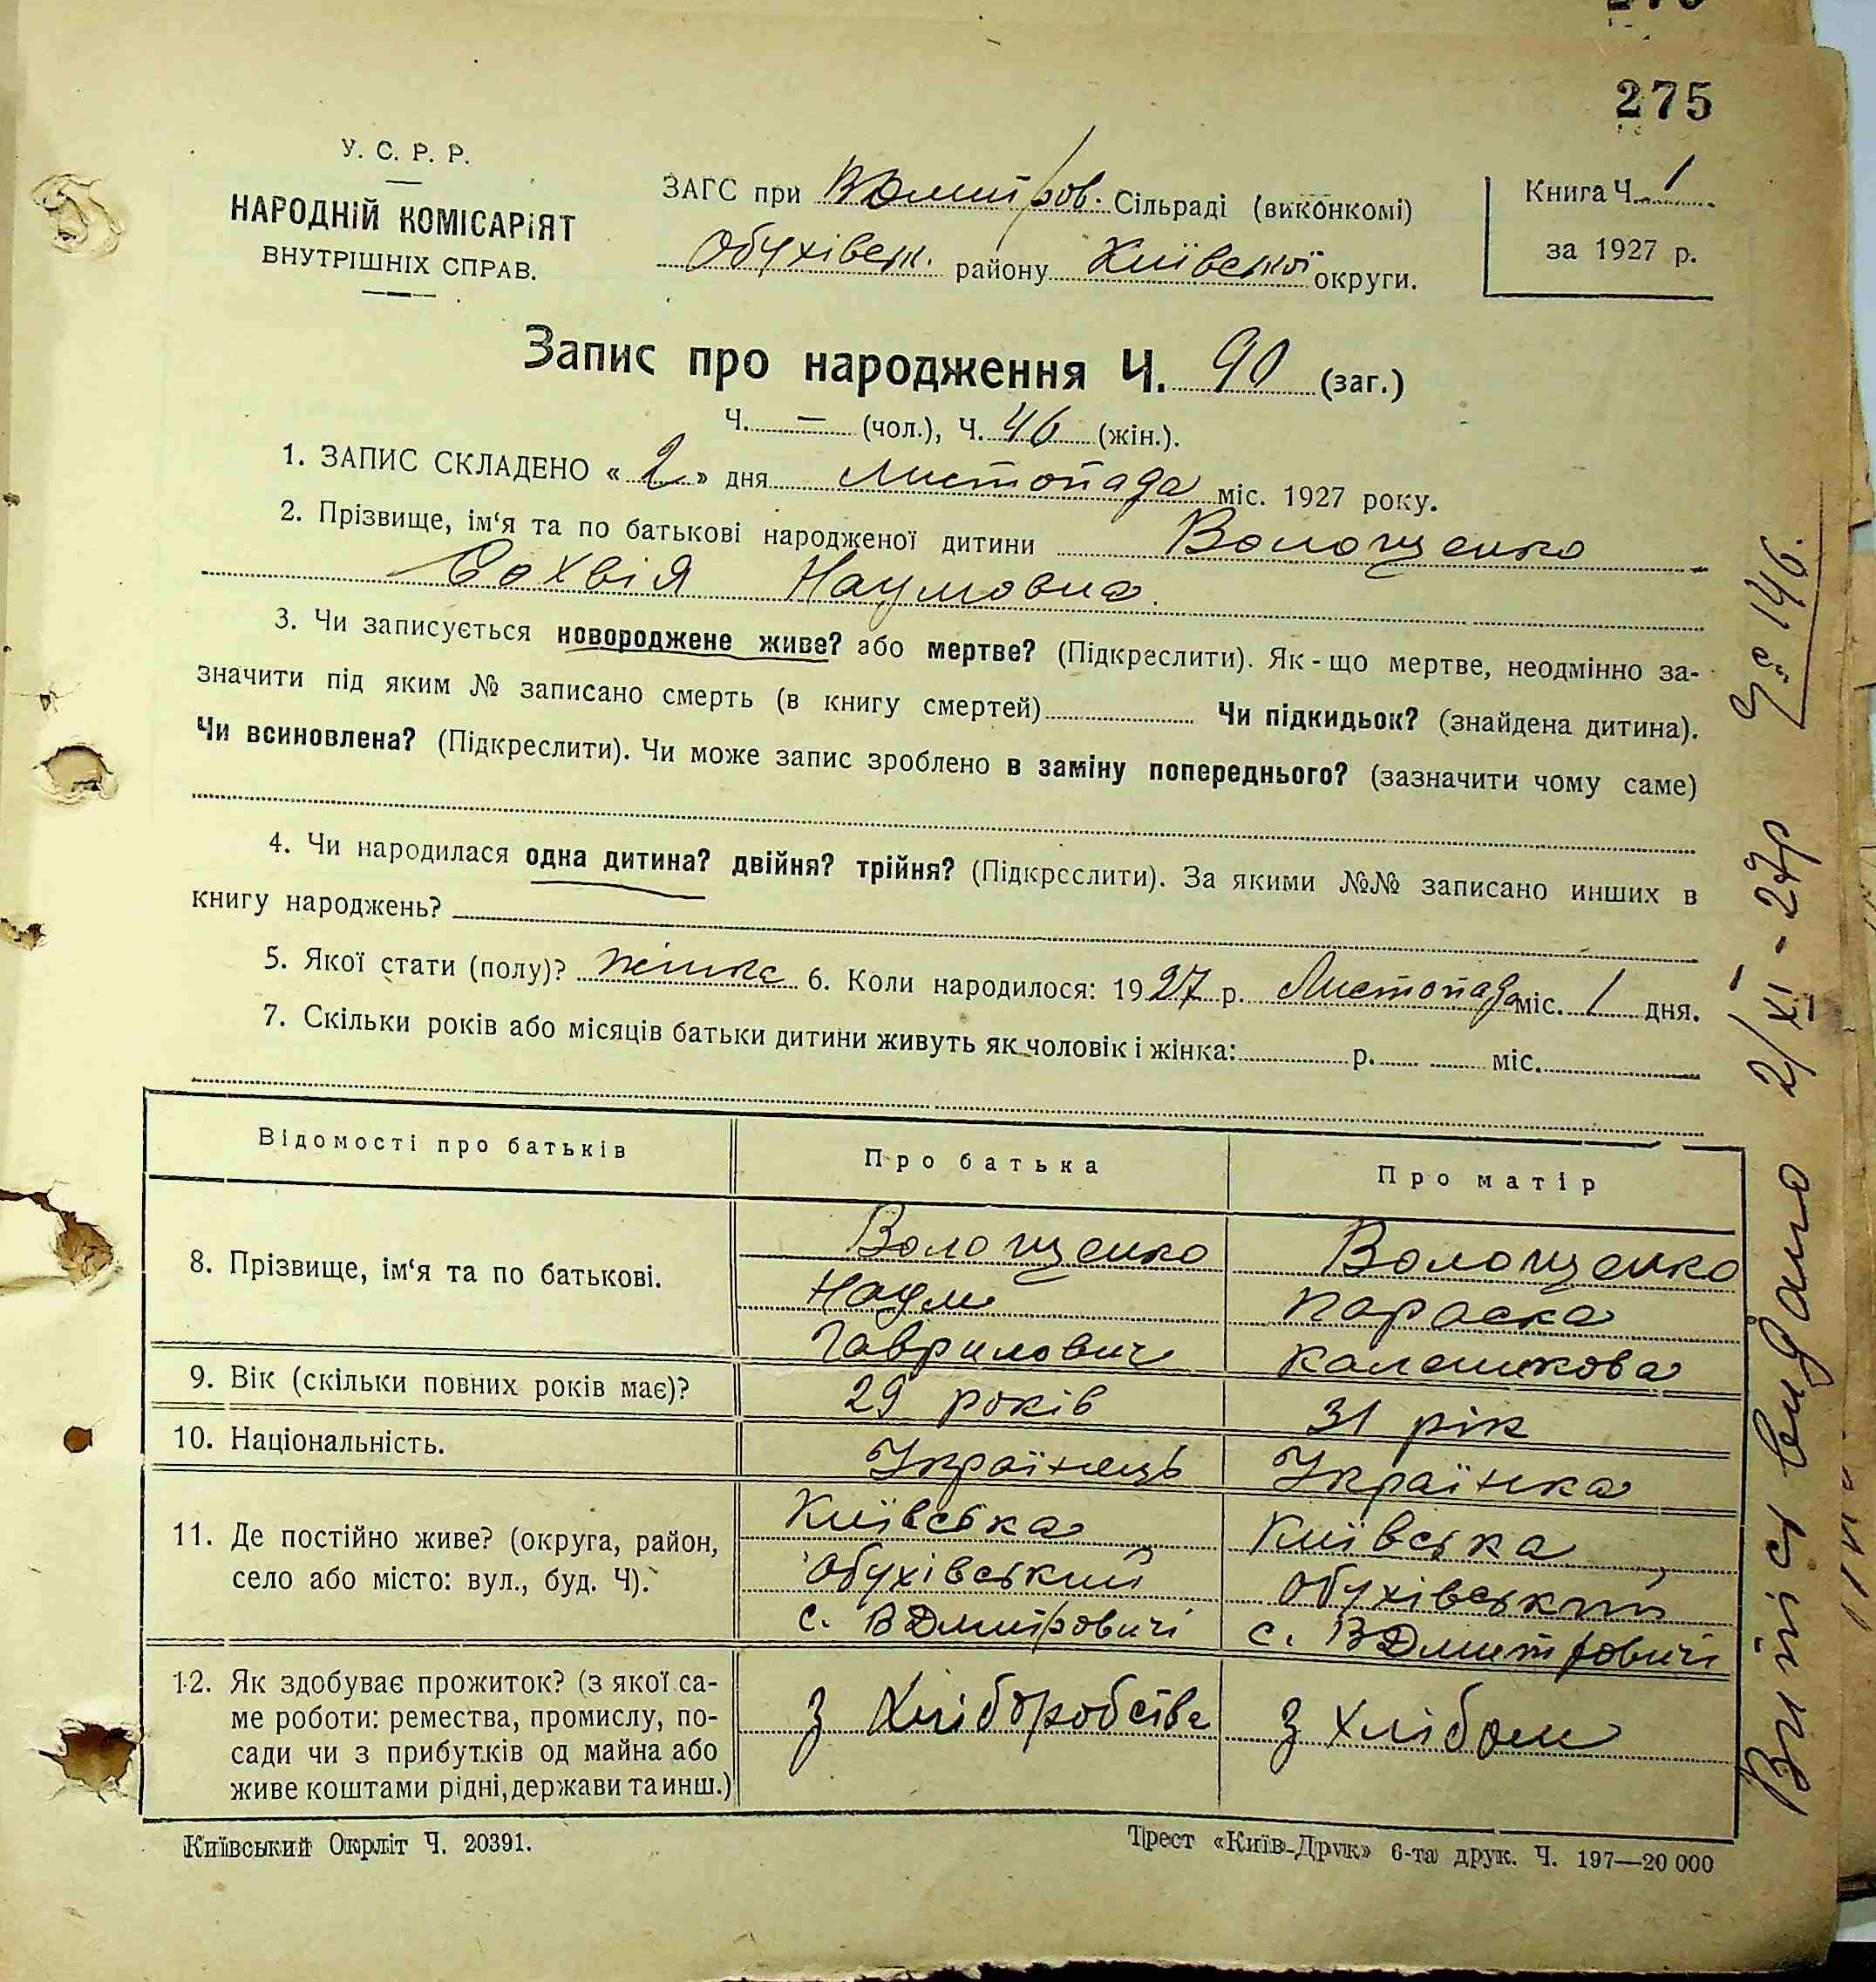 275
У. С. Р. Р.
НАРОДНІЙ КОМІСАРІЯТ
ВНУТРІШНІХ СПРАВ.
ЗАГС при ВДмитров. Сільраді (виконкомі)
Обухівськ. району Київської округи.
Книга Ч. 1
за 1927 р.
Запис про народження Ч. 90 (заг.)
Ч. — (чол.), Ч. 46 (жін.).
1. ЗАПИС СКЛАДЕНО « 2 » дня Листопада міс. 1927 року.
2. Прізвище, ім‘я та по батькові народженої дитини Волощенко
Сохвія Наумовна.
3. Чи записується новороджене живе? або мертве? (Підкреслити). Як-що мертве, неодмінно за-
значити під яким № записано смерть (в книгу смертей) Чи підкидьок? (знайдена дитина).
Чи всиновлена? (Підкреслити). Чи може запис зроблено в заміну попереднього? (зазначити чому саме)
4. Чи народилася одна дитина? двійня? трійня? (Підкреслити). За якими №№ записано инших в
книгу народжень?
5. Якої стати (полу)? 6. Коли народилося: 1927 р. Листопада міс. 1 дня.
7. Скільки років або місяців батьки дитини живуть як чоловік і жінка: р. міс.
Відомості про батьків Про батька Про матір
8. Прізвище, ім‘я та по батькові.
Волощенко Волощенко
Наум Параска
Гаврилович Каленикова
9. Вік (скільки повних років має)? 29 років 31 рік
10. Національність. Українець Українка
11. Де постійно живе? (округа, район,
село або місто: вул., буд. Ч).
Київська Київська
Обухівський Обухівський
с. ВДмитровичі с. ВДмитровичі
12. Як здобуває прожиток? (з якої са-
ме роботи: ремества, промислу, по-
сади чи з прибутків од майна або
живе коштами рідні, держави та инш.)
з Хліборобства з хлібом
Київський Окрліт Ч. 20391.
Трест «Київ-Друк» 6-та друк. Ч. 197—20 000
Випіс видано 2/XI-27р 146.